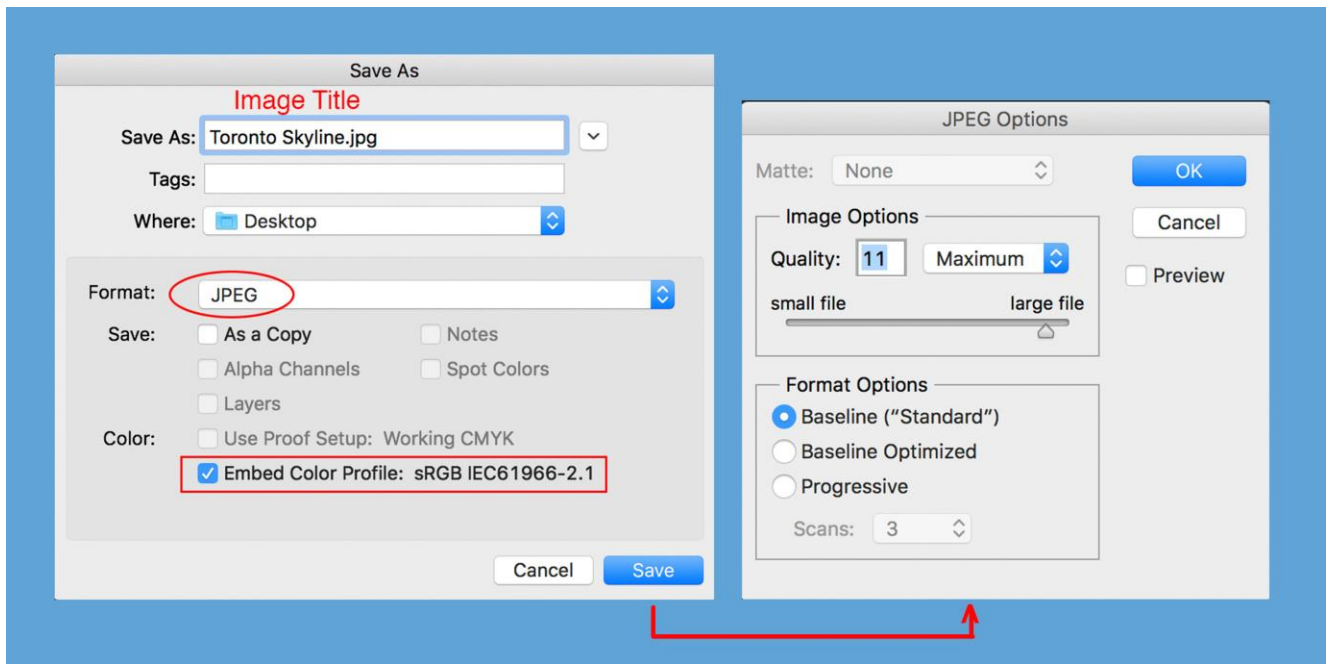 Save As
Image Title
Save As: Toronto Skyline.jpg
Tags:
Where: Desktop
Format: JPEG
Save: As a Copy Notes
Alpha Channels Spot Colors
Layers
Color: Use Proof Setup: Working CMYK
Embed Color Profile: sRGB IEC61966-2.1
Cancel Save
JPEG Options
Matte: None OK
Image Options Cancel
Quality: 11 Maximum Preview
small file large file
Format Options
Baseline (“Standard”)
Baseline Optimized
Progressive
Scans: 3